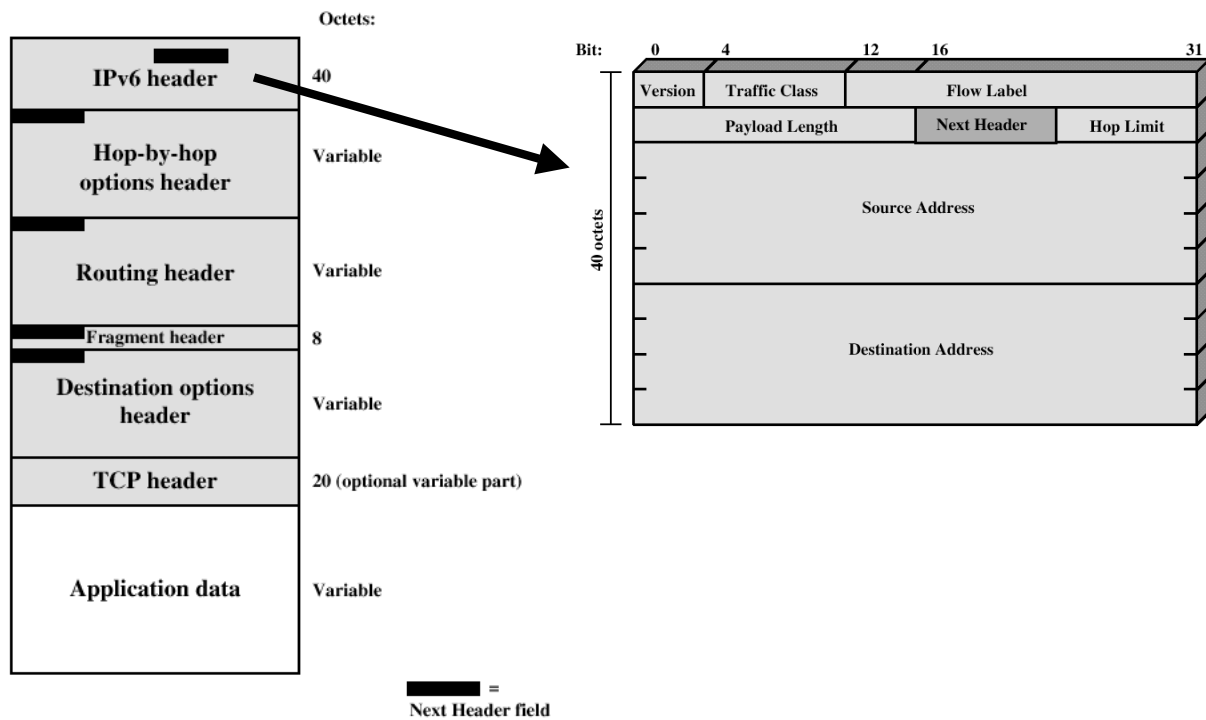 Octets:
IPv6 header
40
Hop-by-hop
options header
Variable
Routing header
Variable
Fragment header
8
Destination options
header
Variable
TCP header
20 (optional variable part)
Application data
Variable
=
Next Header field
Bit: 0 4 12 16 31
Version Traffic Class Flow Label
Payload Length Next Header Hop Limit
Source Address
40 octets
Destination Address